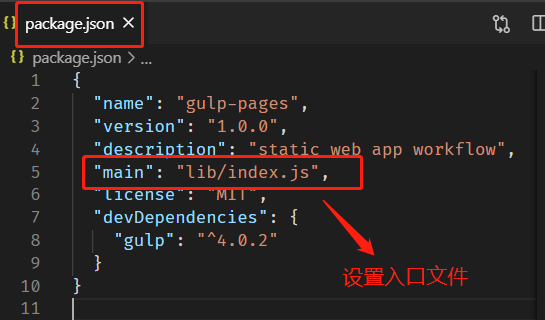 {} package.json ×
{} package.json > ...
1 {
2 "name": "gulp-pages",
3 "version": "1.0.0",
4 "description": "static web app workflow",
5 "main": "lib/index.js",
6 "license": "MIT",
7 "devDependencies": {
8 "gulp": "^4.0.2"
9 }
10 }
11
设置入口文件